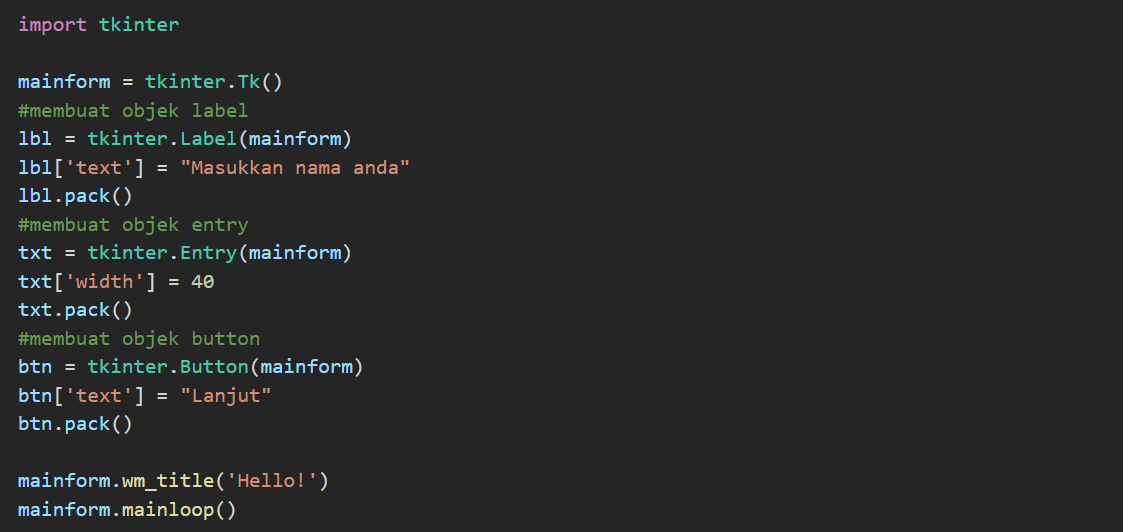 import tkinter

mainform = tkinter.Tk()
#membuat objek label
lbl = tkinter.Label(mainform)
lbl['text'] = "Masukkan nama anda"
lbl.pack()
#membuat objek entry
txt = tkinter.Entry(mainform)
txt['width'] = 40
txt.pack()
#membuat objek button
btn = tkinter.Button(mainform)
btn['text'] = "Lanjut"
btn.pack()

mainform.wm_title('Hello!')
mainform.mainloop()